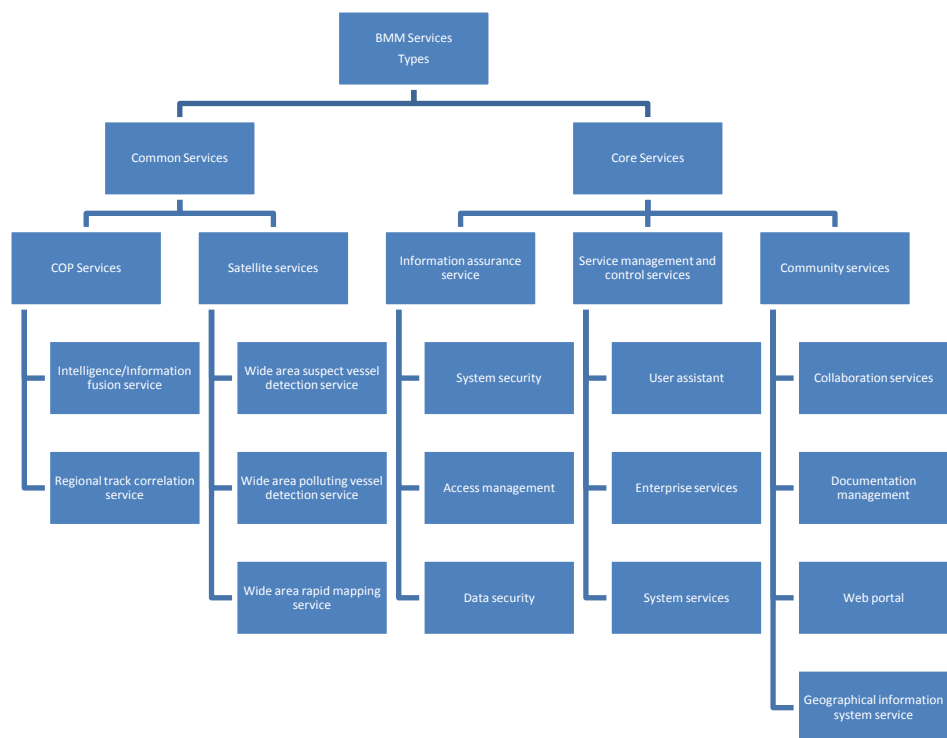 BMM Services
Types
Common Services
Core Services
COP Services
Satellite services
Information assurance
service
Service management and
control services
Community services
Intelligence/Information
fusion service
Wide area suspect vessel
detection service
System security
User assistant
Collaboration services
Regional track correlation
service
Wide area polluting vessel
detection service
Access management
Enterprise services
Documentation
management
Wide area rapid mapping
service
Data security
System services
Web portal
Geographical information
system service